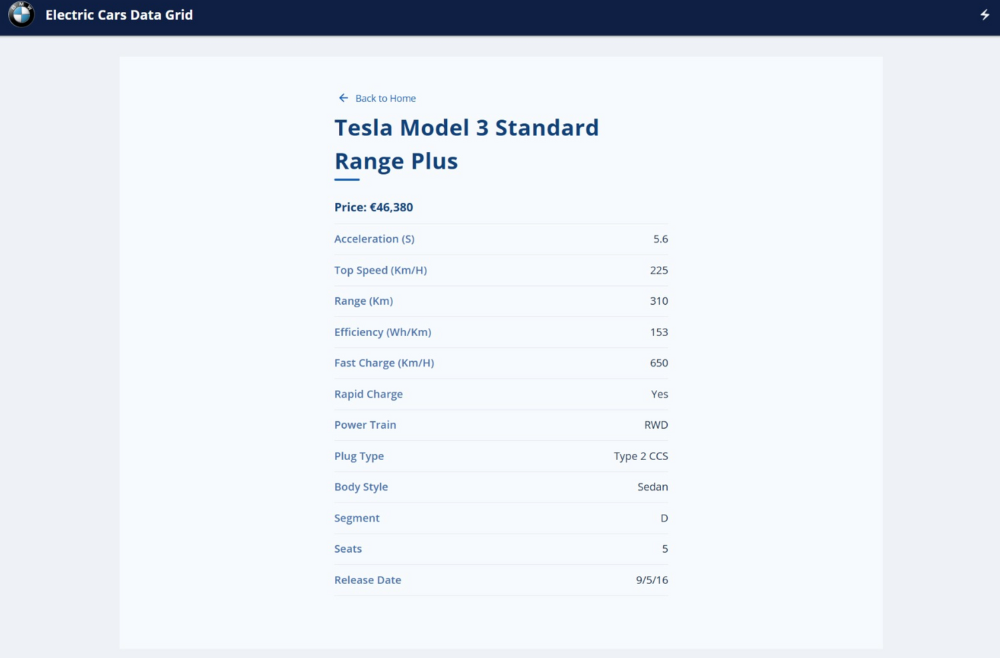 BMW
Electric Cars Data Grid
Back to Home
Tesla Model 3 Standard
Range Plus
Price: €46,380
Acceleration (S) 5.6
Top Speed (Km/H) 225
Range (Km) 310
Efficiency (Wh/Km) 153
Fast Charge (Km/H) 650
Rapid Charge Yes
Power Train RWD
Plug Type Type 2 CCS
Body Style Sedan
Segment D
Seats 5
Release Date 9/5/16